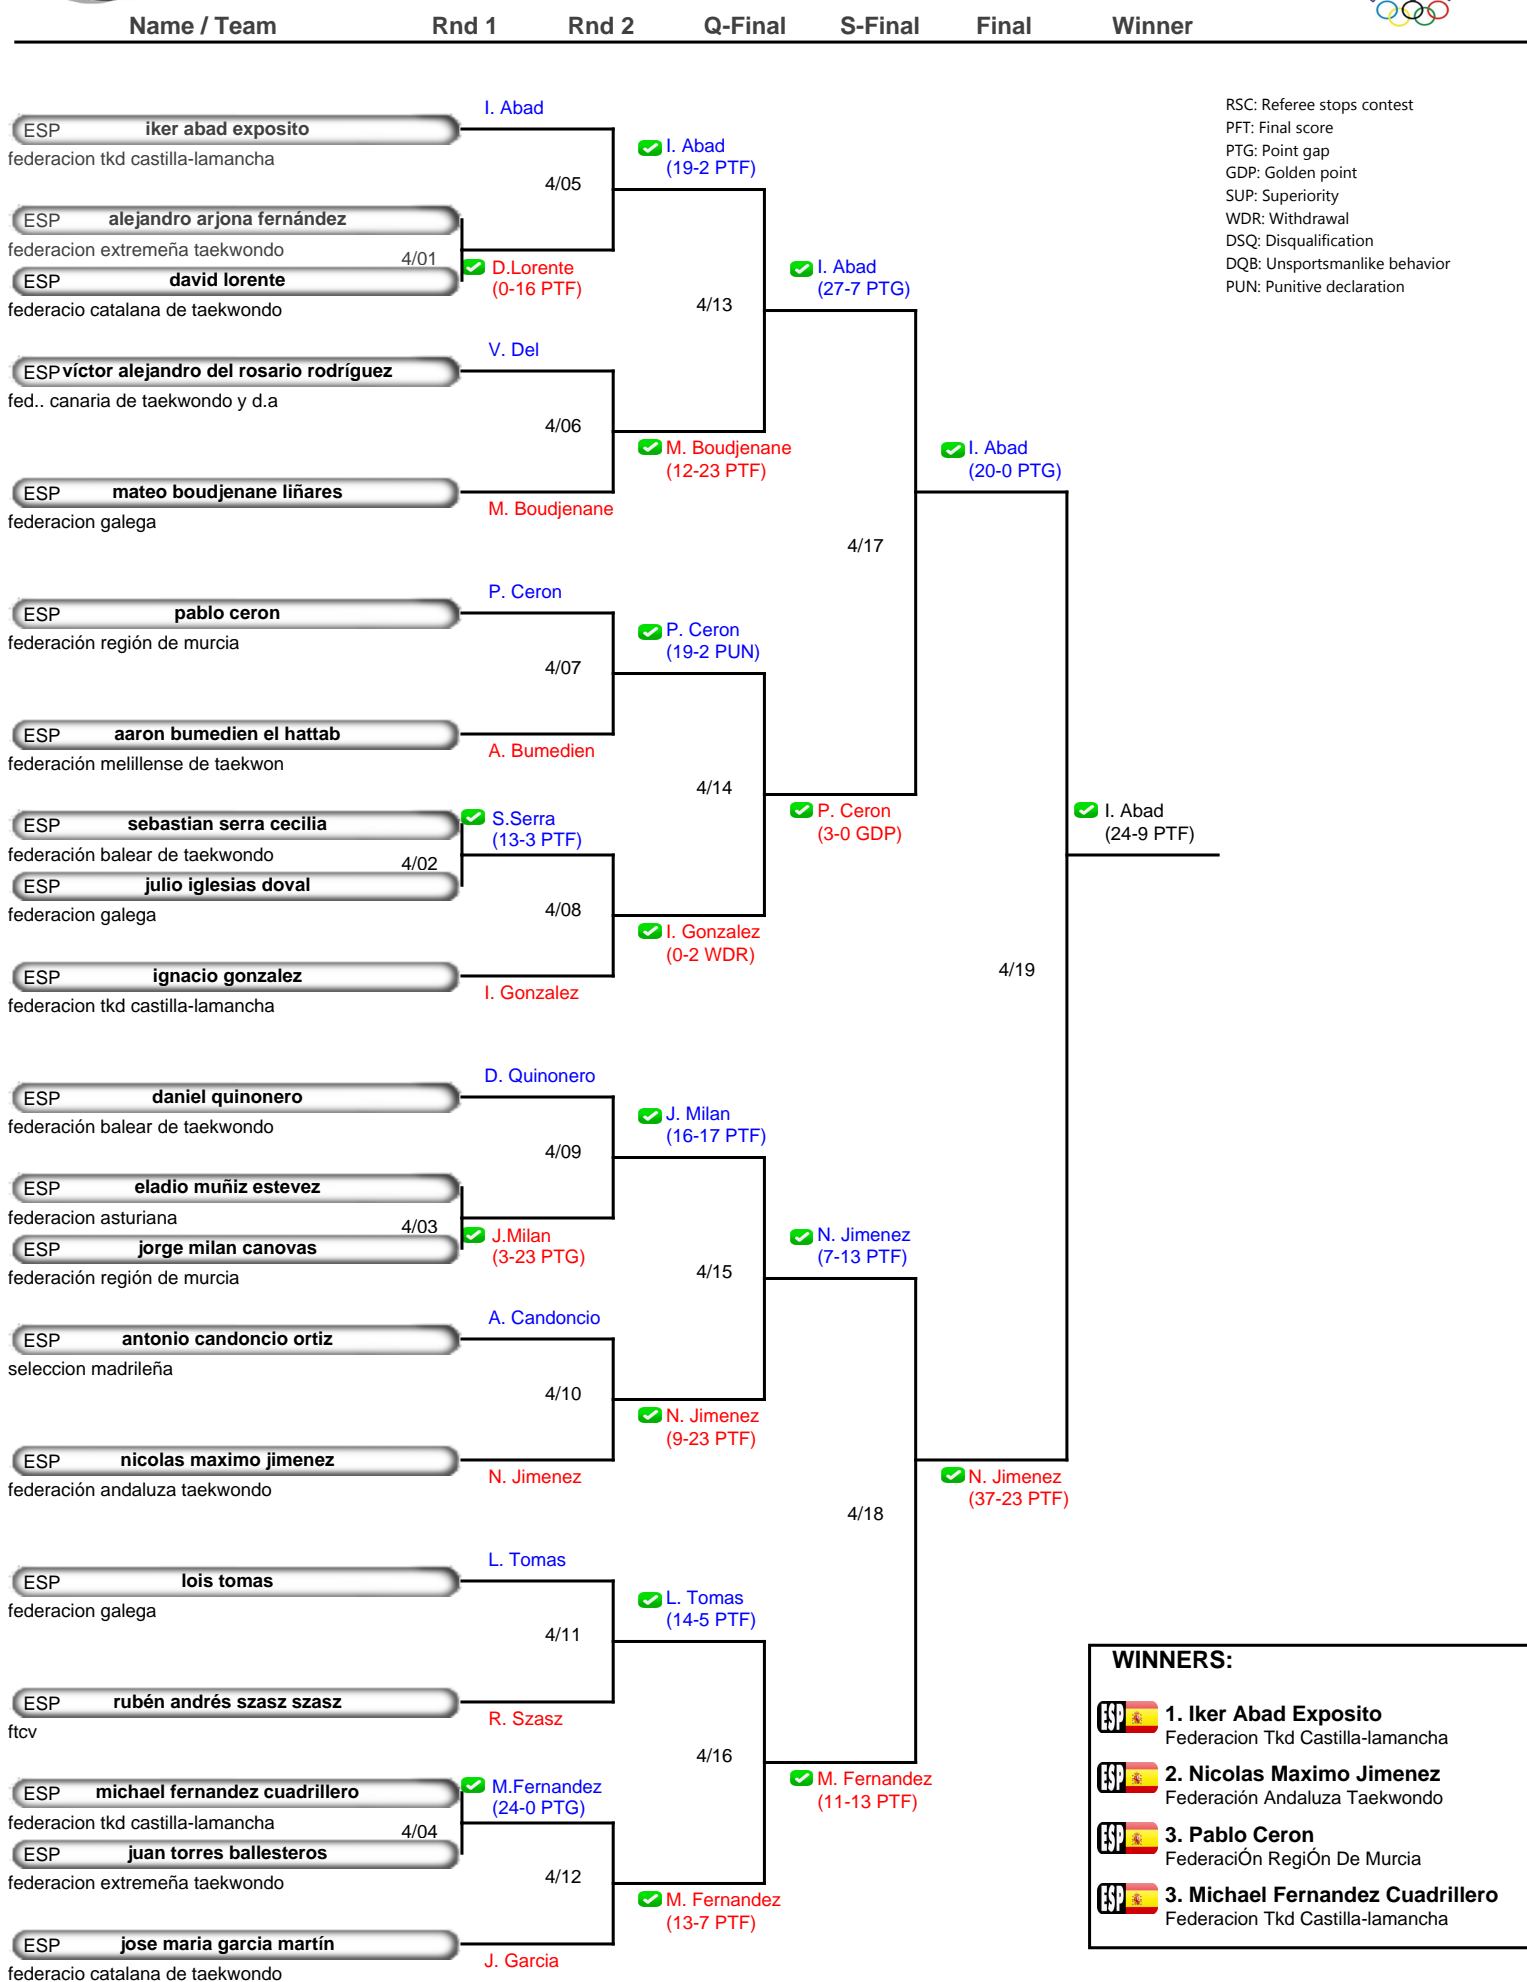 Name / Team Rnd 1 Rnd 2 Q-Final S-Final Final Winner
RSC: Referee stops contest
PFT: Final score
PTG: Point gap
GDP: Golden point
SUP: Superiority
WDR: Withdrawal
DSQ: Disqualification
DQB: Unsportsmanlike behavior
PUN: Punitive declaration
I. Abad
ESP iker abad exposito
federacion tkd castilla-lamancha
I. Abad
(19-2 PTF)
4/05
ESP alejandro arjona fernández
federacion extremeña taekwondo
4/01
D.Lorente
(0-16 PTF)
ESP david lorente
federacio catalana de taekwondo
I. Abad
(27-7 PTG)
4/13
V. Del
ESP víctor alejandro del rosario rodríguez
fed.. canaria de taekwondo y d.a
4/06
M. Boudjenane
(12-23 PTF)
I. Abad
(20-0 PTG)
ESP mateo boudjenane liñares
M. Boudjenane
federacion galega
4/17
P. Ceron
ESP pablo ceron
federación región de murcia
P. Ceron
(19-2 PUN)
4/07
ESP aaron bumedien el hattab
A. Bumedien
federación melillense de taekwon
4/14
P. Ceron
(3-0 GDP)
I. Abad
(24-9 PTF)
ESP sebastian serra cecilia
S.Serra
(13-3 PTF)
federación balear de taekwondo
4/02
ESP julio iglesias doval
federacion galega
4/08
I. Gonzalez
(0-2 WDR)
ESP ignacio gonzalez
I. Gonzalez
federacion tkd castilla-lamancha
4/19
D. Quinonero
ESP daniel quinonero
federación balear de taekwondo
J. Milan
(16-17 PTF)
4/09
ESP eladio muñiz estevez
federacion asturiana
4/03
J.Milan
(3-23 PTG)
ESP jorge milan canovas
federación región de murcia
N. Jimenez
(7-13 PTF)
4/15
A. Candoncio
ESP antonio candoncio ortiz
seleccion madrileña
4/10
N. Jimenez
(9-23 PTF)
ESP nicolas maximo jimenez
N. Jimenez
federación andaluza taekwondo
N. Jimenez
(37-23 PTF)
4/18
L. Tomas
ESP lois tomas
federacion galega
L. Tomas
(14-5 PTF)
4/11
ESP rubén andrés szasz szasz
R. Szasz
ftcv
4/16
M. Fernandez
(11-13 PTF)
ESP michael fernandez cuadrillero
M.Fernandez
(24-0 PTG)
federacion tkd castilla-lamancha
4/04
ESP juan torres ballesteros
federacion extremeña taekwondo
4/12
M. Fernandez
(13-7 PTF)
ESP jose maria garcia martín
J. Garcia
federacio catalana de taekwondo
WINNERS:
ESP 1. Iker Abad Exposito
Federacion Tkd Castilla-lamancha
ESP 2. Nicolas Maximo Jimenez
Federación Andaluza Taekwondo
ESP 3. Pablo Ceron
FederaciÓn RegiÓn De Murcia
ESP 3. Michael Fernandez Cuadrillero
Federacion Tkd Castilla-lamancha